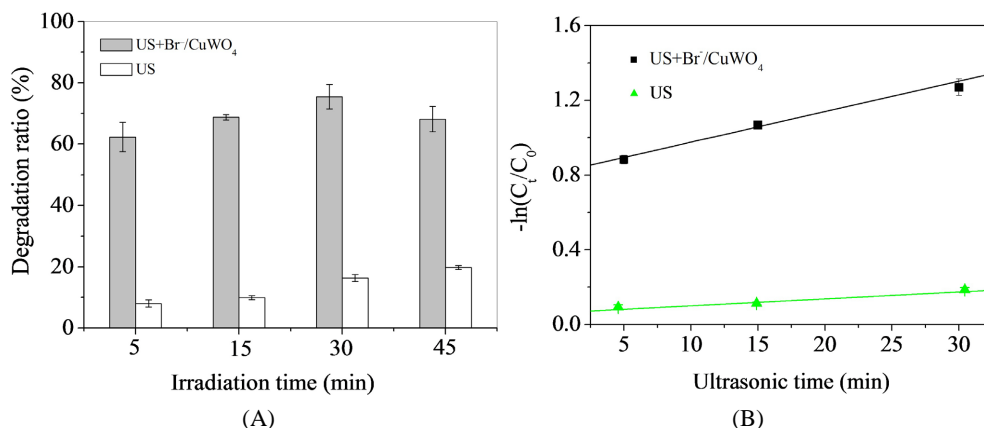 100
80
60
40
20
0
Degradation ratio (%)
US+Br⁻/CuWO₄
US
5 15 30 45
Irradiation time (min)
(A)
1.6
1.2
0.8
0.4
0.0
-ln(Cₜ/C₀)
US+Br⁻/CuWO₄
US
5 10 15 20 25 30
Ultrasonic time (min)
(B)